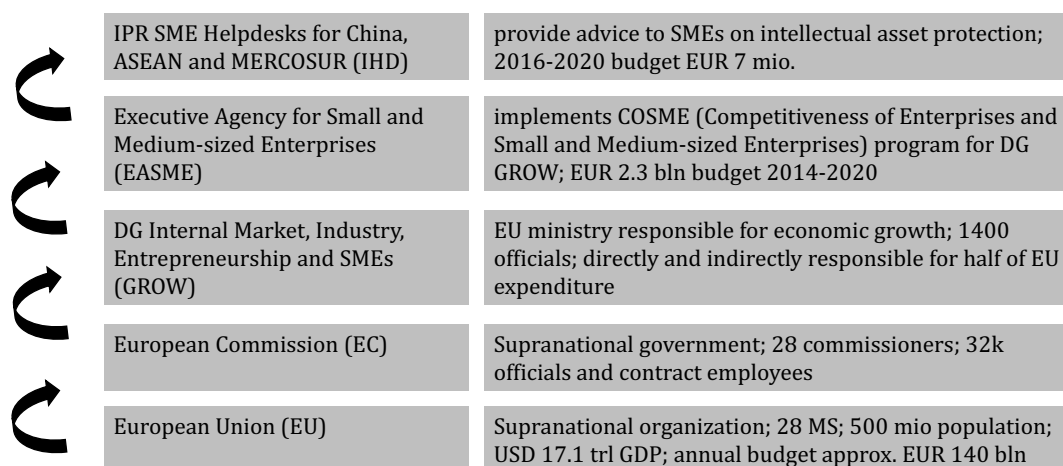 IPR SME Helpdesks for China,
ASEAN and MERCOSUR (IHD)
provide advice to SMEs on intellectual asset protection;
2016-2020 budget EUR 7 mio.
Executive Agency for Small and
Medium-sized Enterprises
(EASME)
implements COSME (Competitiveness of Enterprises and
Small and Medium-sized Enterprises) program for DG
GROW; EUR 2.3 bln budget 2014-2020
DG Internal Market, Industry,
Entrepreneurship and SMEs
(GROW)
EU ministry responsible for economic growth; 1400
officials; directly and indirectly responsible for half of EU
expenditure
European Commission (EC)
Supranational government; 28 commissioners; 32k
officials and contract employees
European Union (EU)
Supranational organization; 28 MS; 500 mio population;
USD 17.1 trl GDP; annual budget approx. EUR 140 bln